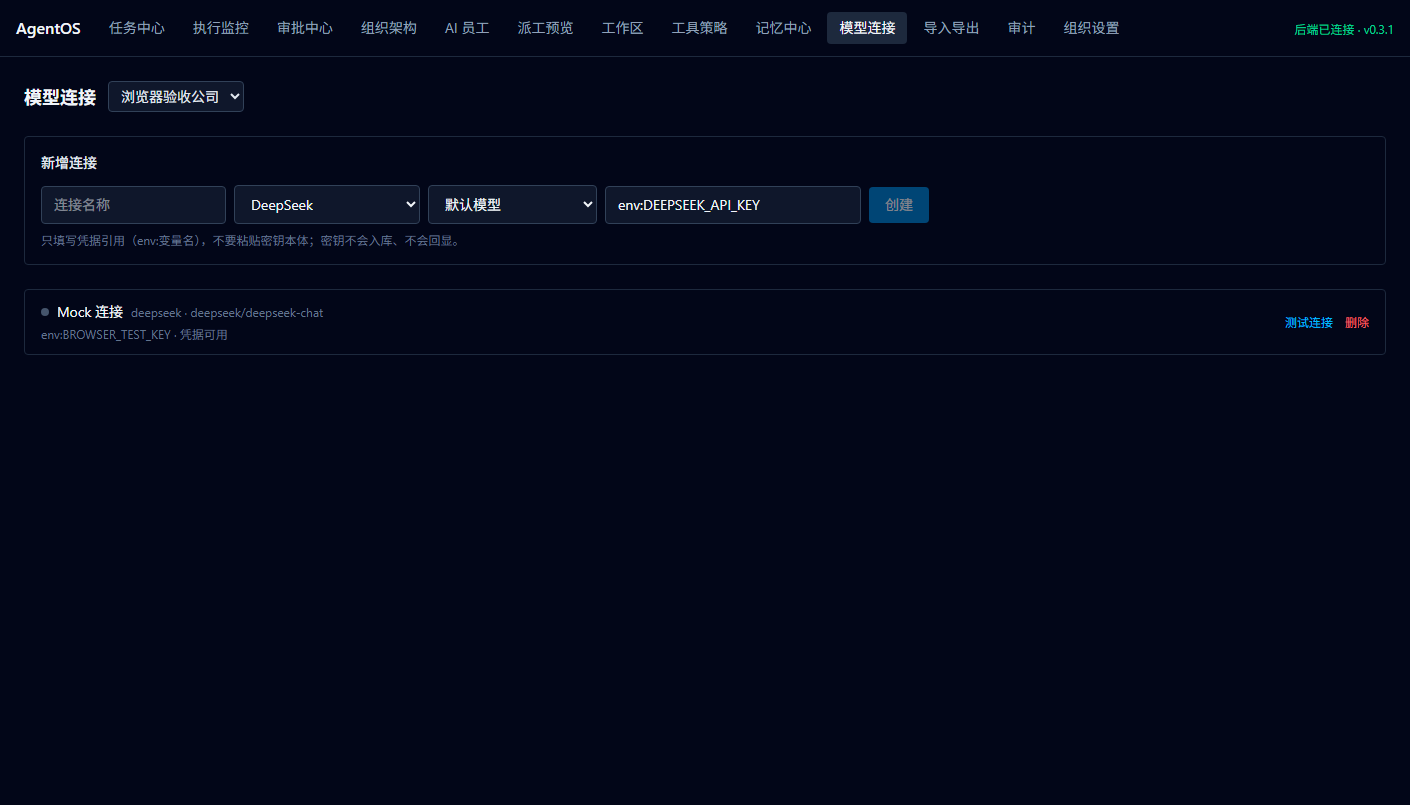 AgentOS 任务中心 执行监控 审批中心 组织架构 AI 员工 派工预览 工作区 工具策略 记忆中心 模型连接 导入导出 审计 组织设置 后端已连接 · v0.3.1
模型连接 浏览器验收公司
新增连接
连接名称 DeepSeek 默认模型 env:DEEPSEEK_API_KEY 创建
只填写凭据引用（env:变量名），不要粘贴密钥本体；密钥不会入库、不会回显。
Mock 连接 deepseek · deepseek/deepseek-chat
env:BROWSER_TEST_KEY · 凭据可用
测试连接 删除